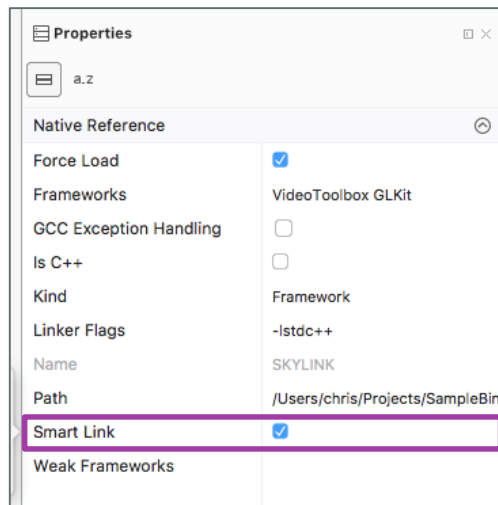 Properties
a.z
Native Reference
Force Load
Frameworks VideoToolbox GLKit
GCC Exception Handling
Is C++
Kind Framework
Linker Flags -lstdc++
Name SKYLINK
Path /Users/chris/Projects/SampleBin
Smart Link
Weak Frameworks